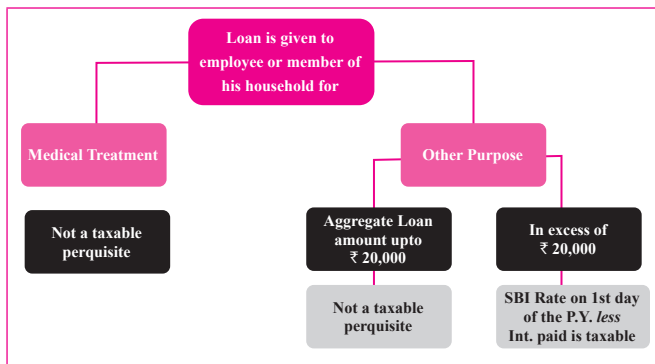 Loan is given to
employee or member of
his household for
Medical Treatment
Other Purpose
Not a taxable
perquisite
Aggregate Loan
amount upto
₹ 20,000
In excess of
₹ 20,000
Not a taxable
perquisite
SBI Rate on 1st day
of the P.Y. less
Int. paid is taxable